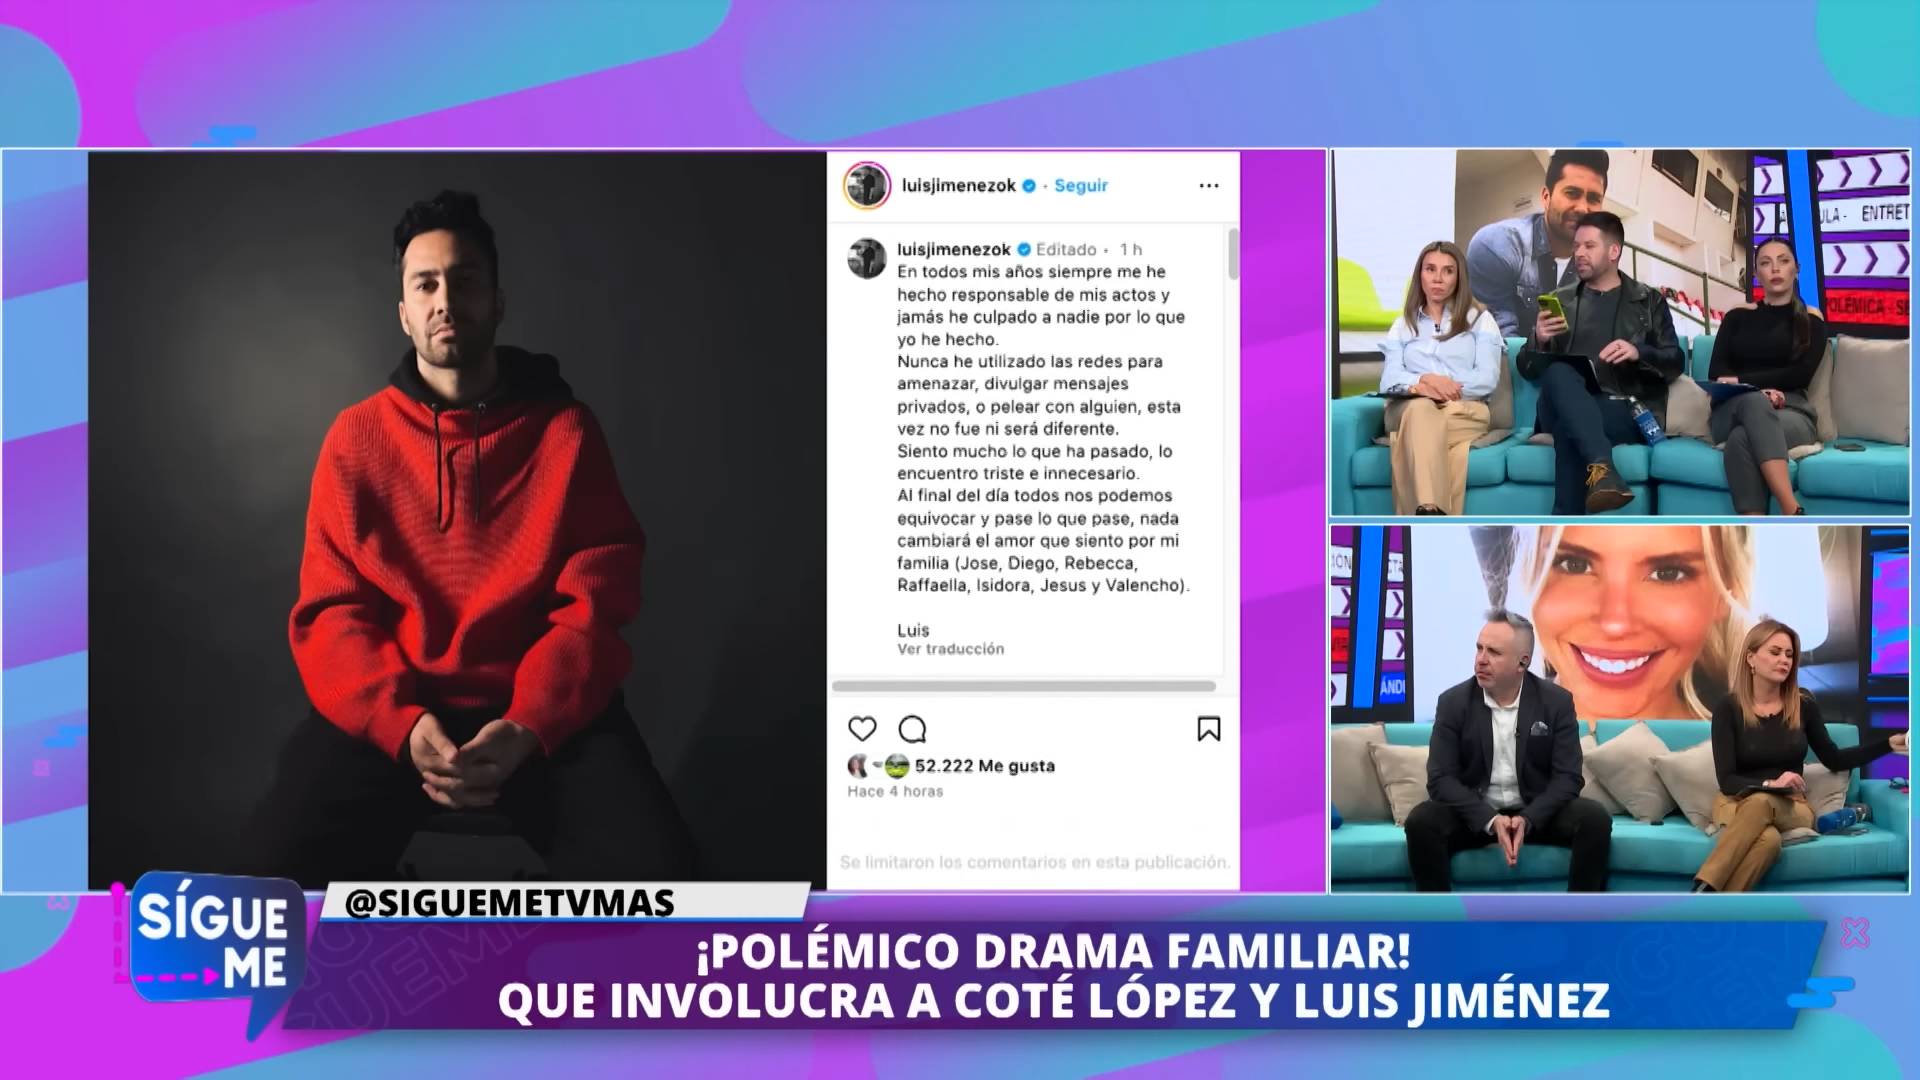 luisjimenezok · Seguir
luisjimenezok Editado · 1 h
En todos mis años siempre me he
hecho responsable de mis actos y
jamás he culpado a nadie por lo que
yo he hecho.
Nunca he utilizado las redes para
amenazar, divulgar mensajes
privados, o pelear con alguien, esta
vez no fue ni será diferente.
Siento mucho lo que ha pasado, lo
encuentro triste e innecesario.
Al final del día todos nos podemos
equivocar y pase lo que pase, nada
cambiará el amor que siento por mi
familia (Jose, Diego, Rebecca,
Raffaella, Isidora, Jesus y Valencho).
Luis
Ver traducción
52.222 Me gusta
Hace 4 horas
Se limitaron los comentarios en esta publicación.
ULA - ENTRET
POLÉMICA - SE
ÁNDU
SÍGUE
ME
@SIGUEMETVMAS
¡POLÉMICO DRAMA FAMILIAR!
QUE INVOLUCRA A COTÉ LÓPEZ Y LUIS JIMÉNEZ